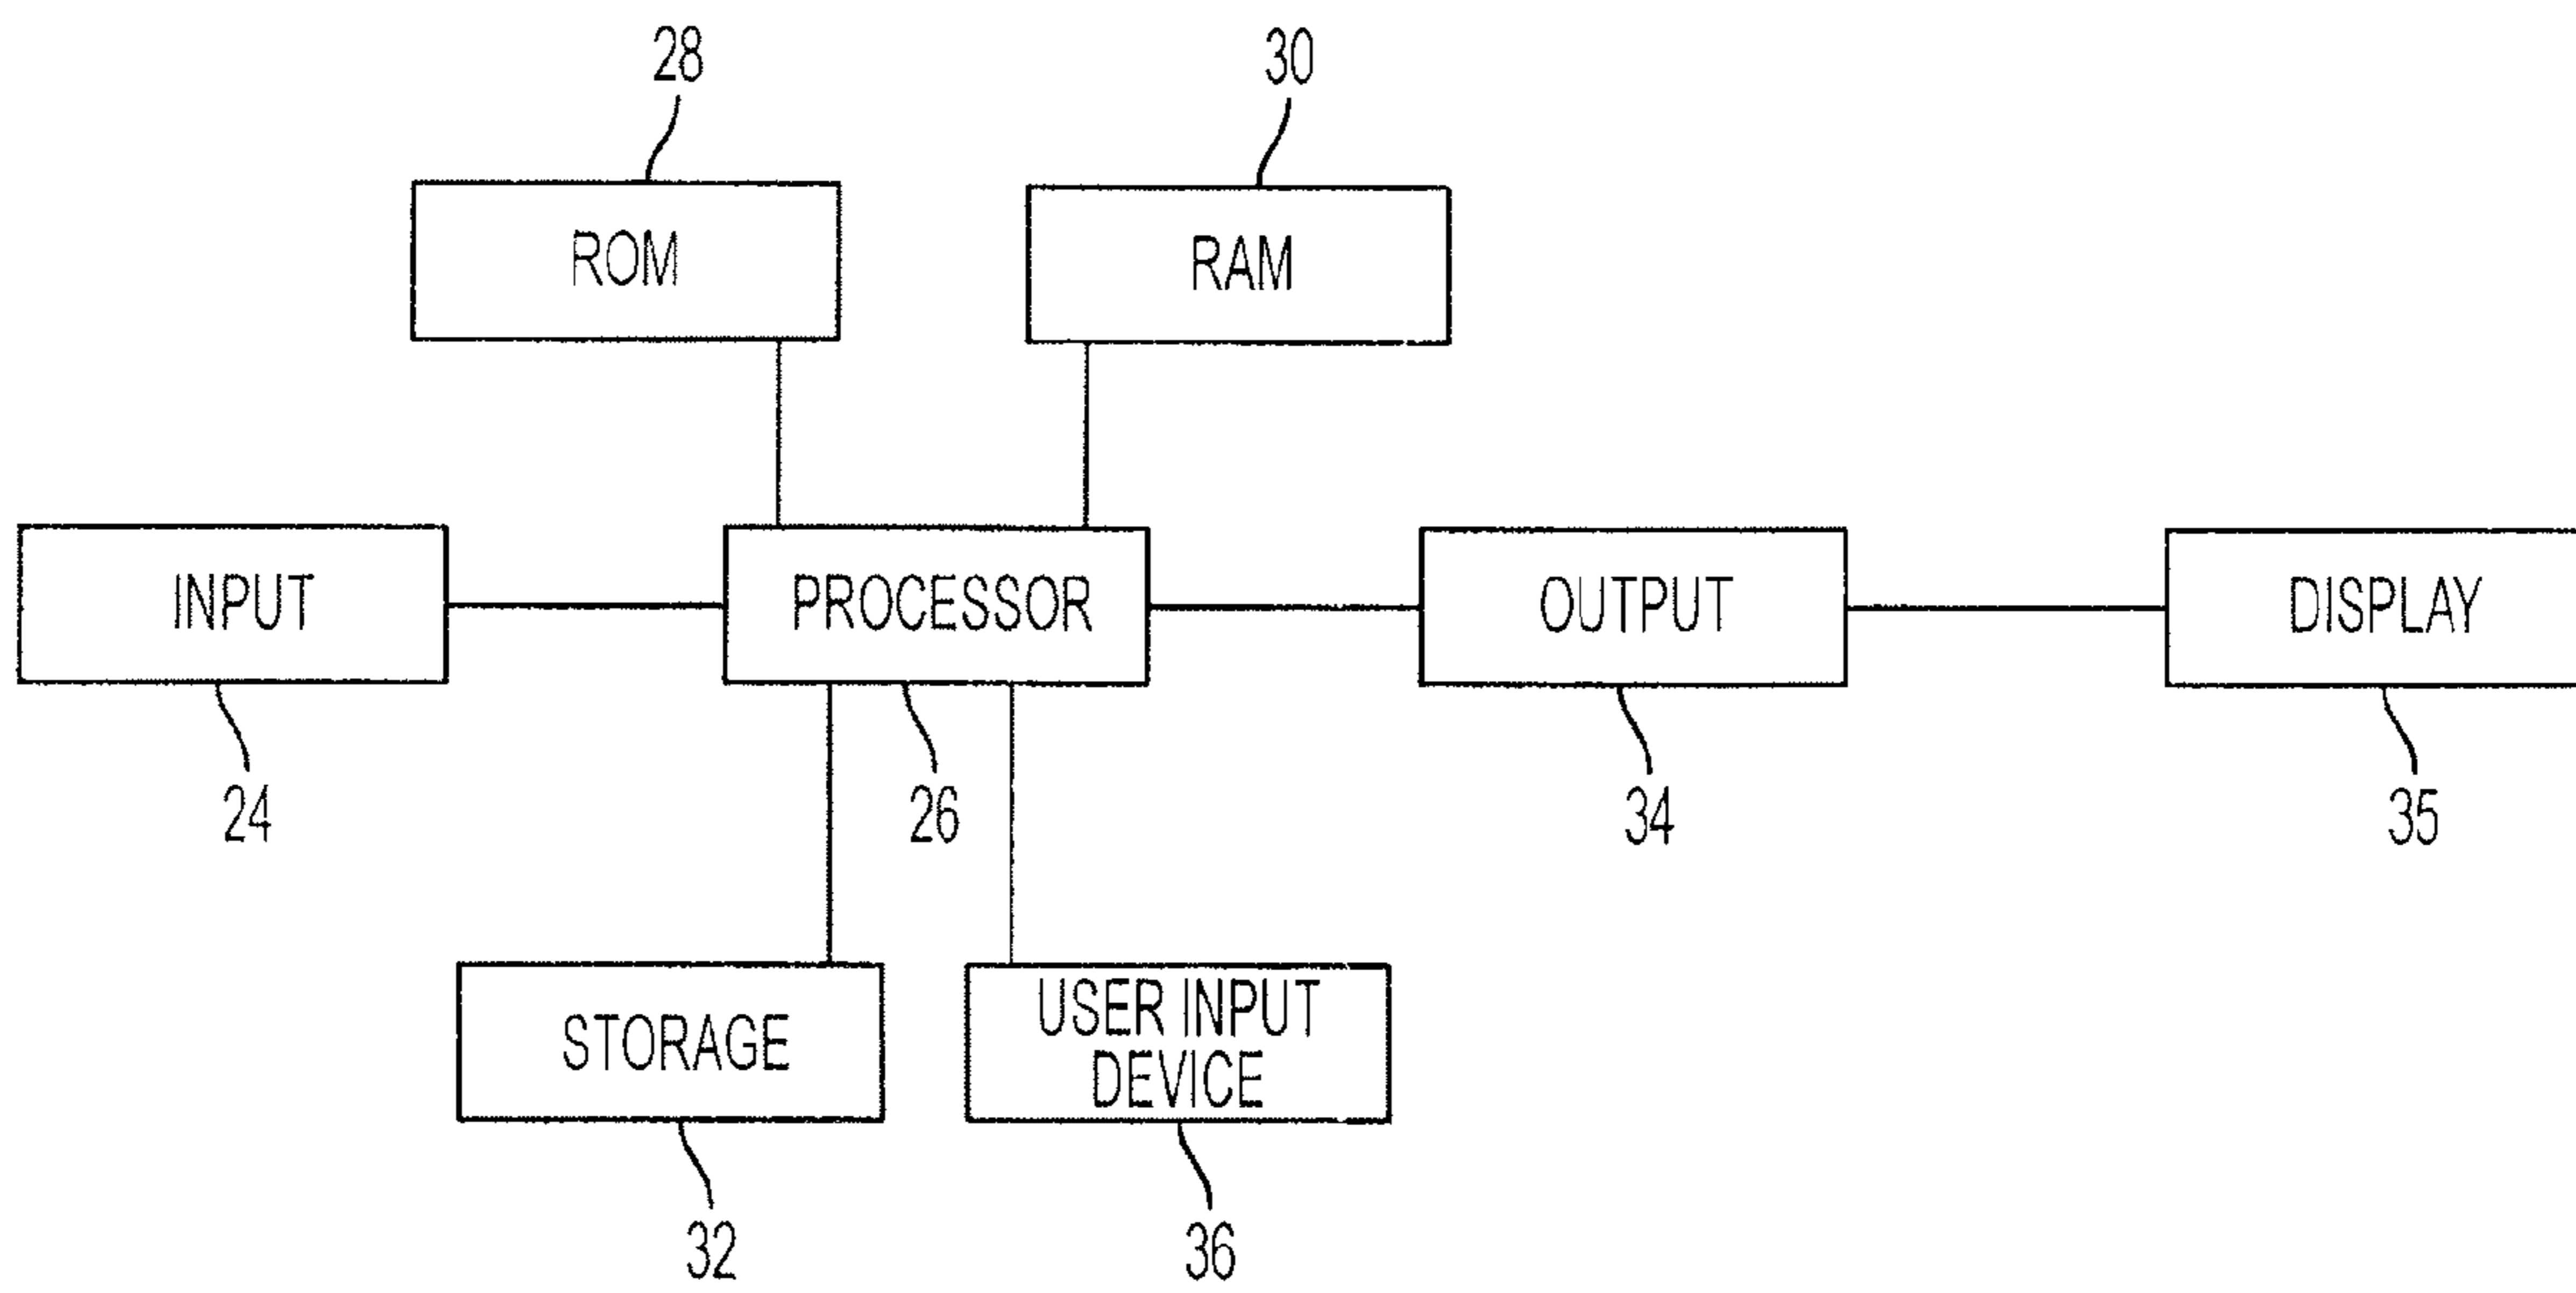 28
30
ROM
RAM
INPUT
PROCESSOR
OUTPUT
DISPLAY
24
26
34
35
STORAGE
USER INPUT
DEVICE
32
36